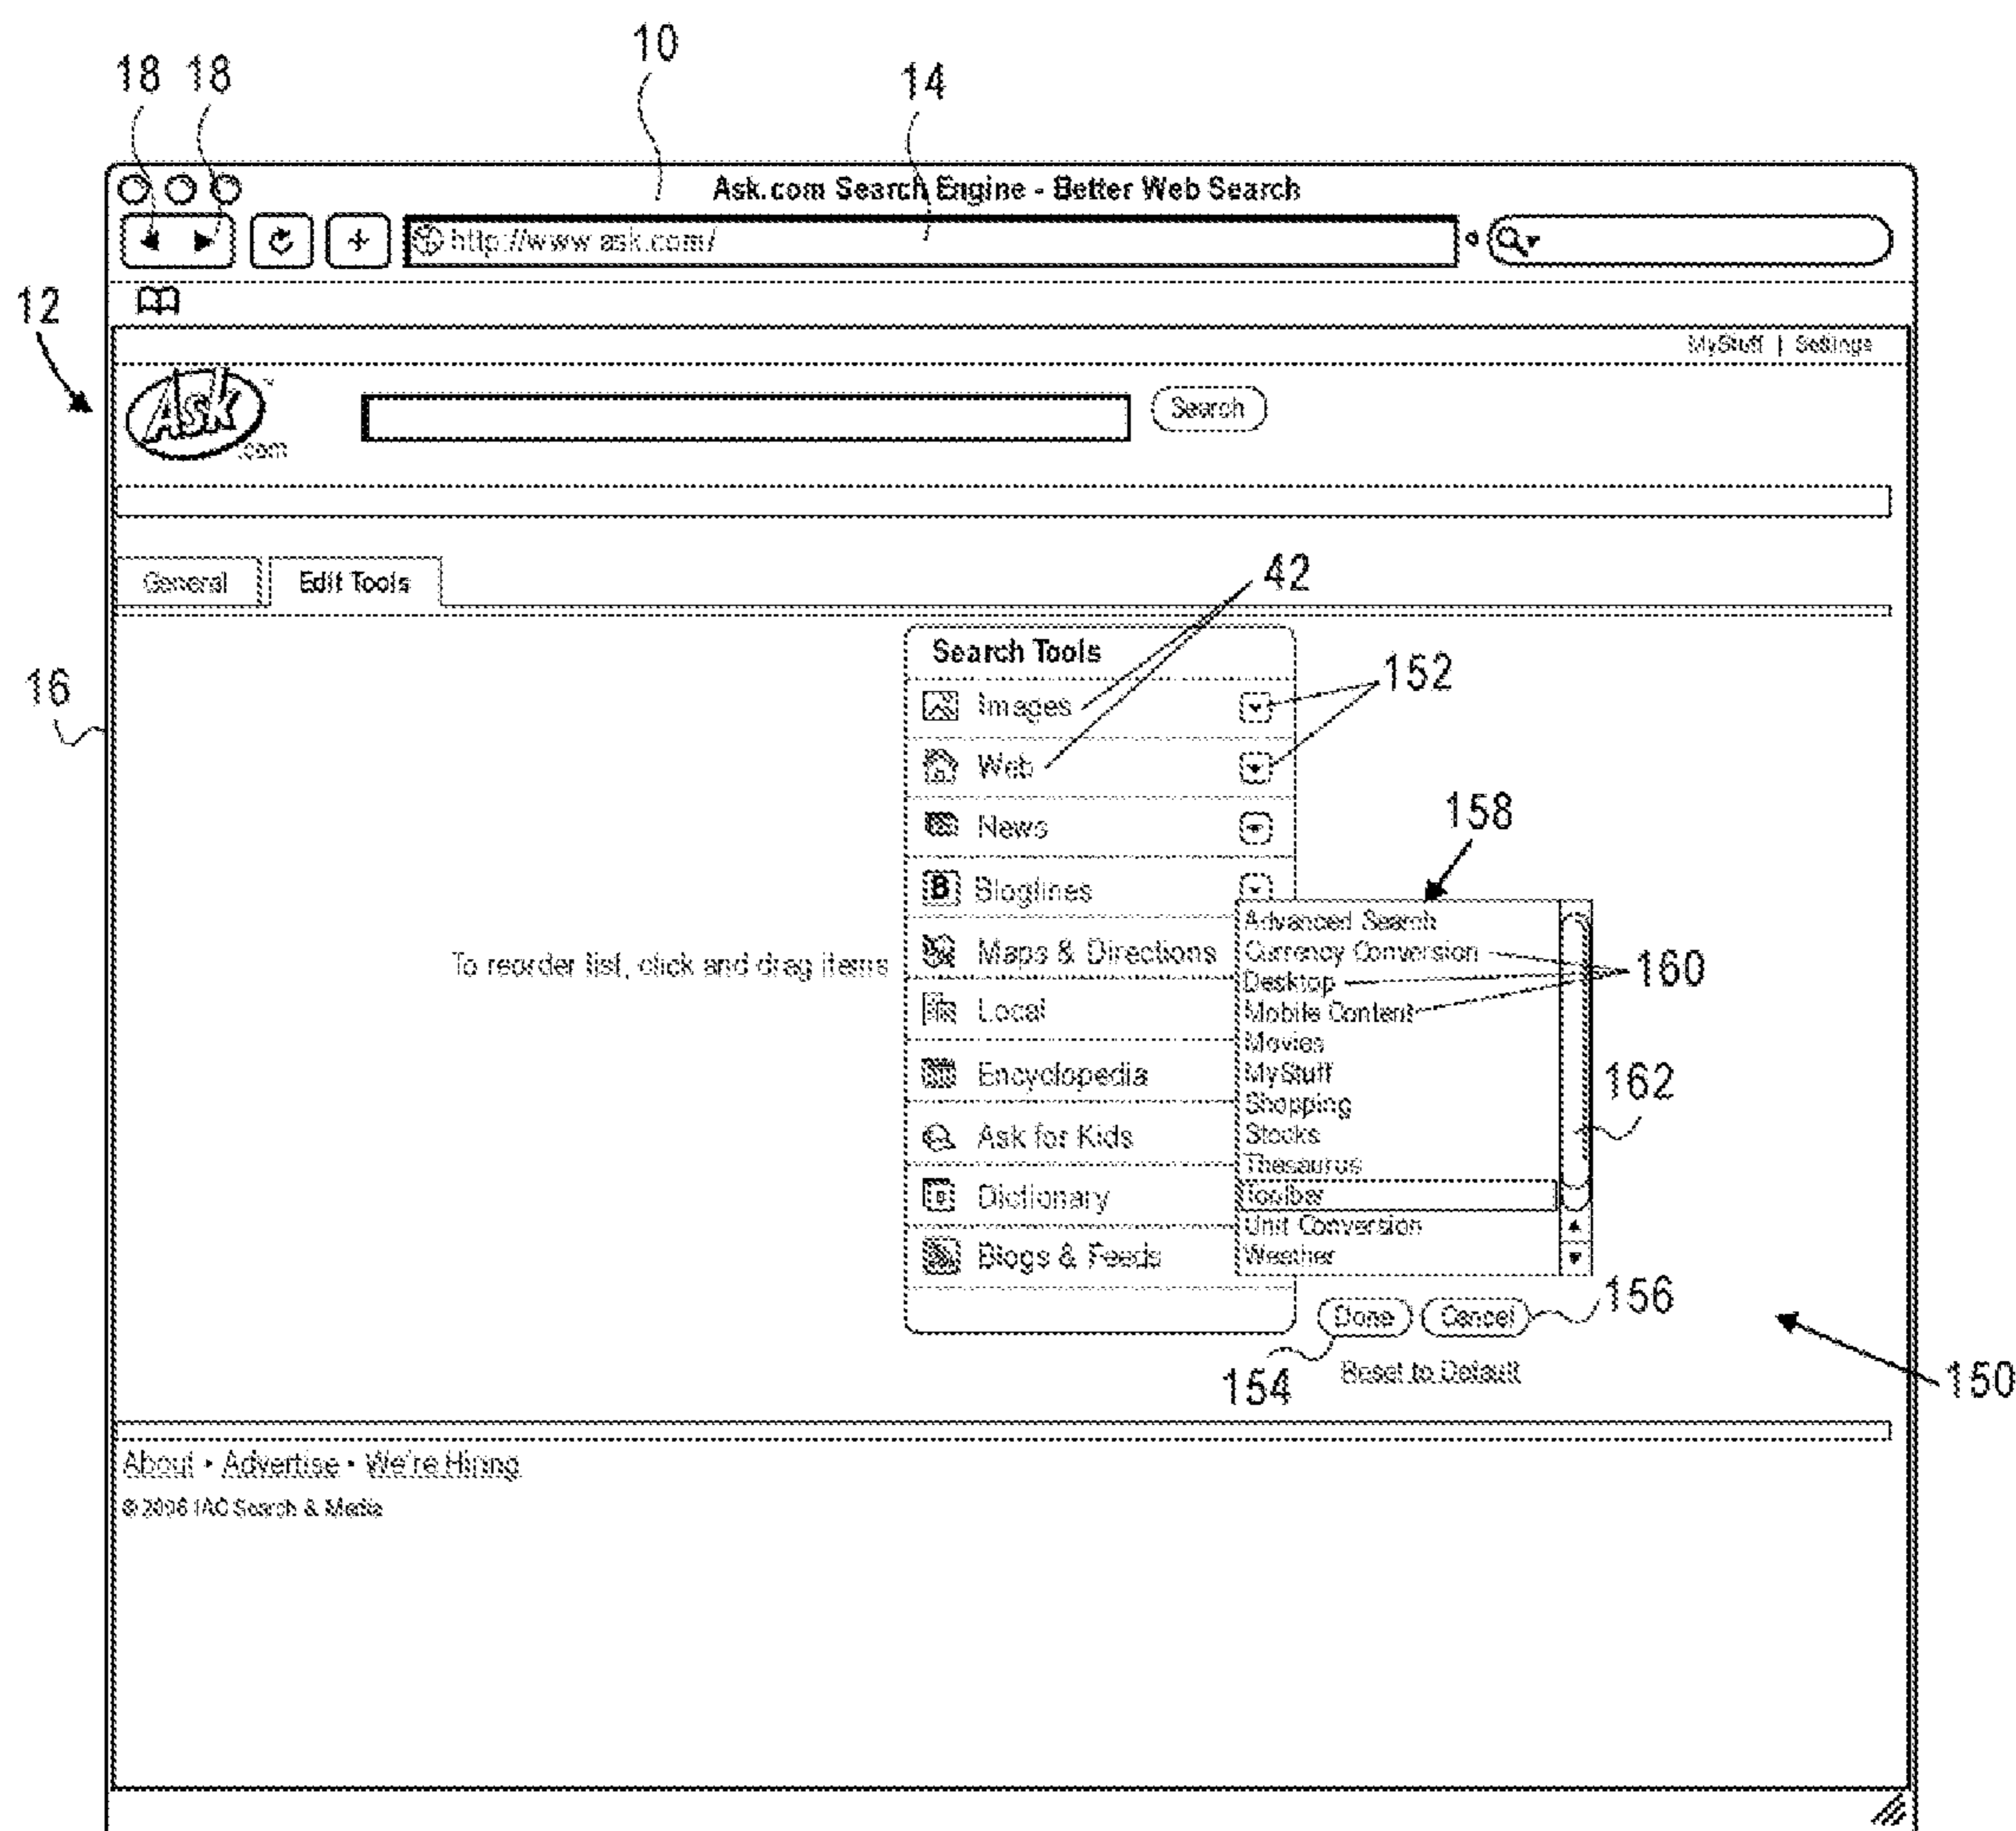 10
18 18
14
Ask.com Search Engine - Better Web Search
http://www.ask.com/
12
MyStuff | Settings
Ask™
.com
Search
General
Edit Tools
42
Search Tools
152
16
Images
Web
158
News
Bloglines
Advanced Search
Maps & Directions
Currency Conversion
To reorder list, click and drag items
160
Desktop
Local
Mobile Content
Movies
Encyclopedia
MyStuff
162
Shopping
Ask for Kids
Stocks
Thesaurus
Dictionary
Toolbar
Unit Conversion
Blogs & Feeds
Weather
156
Done
Cancel
154
Reset to Default
150
About • Advertise • We're Hiring
© 2006 IAC Search & Media